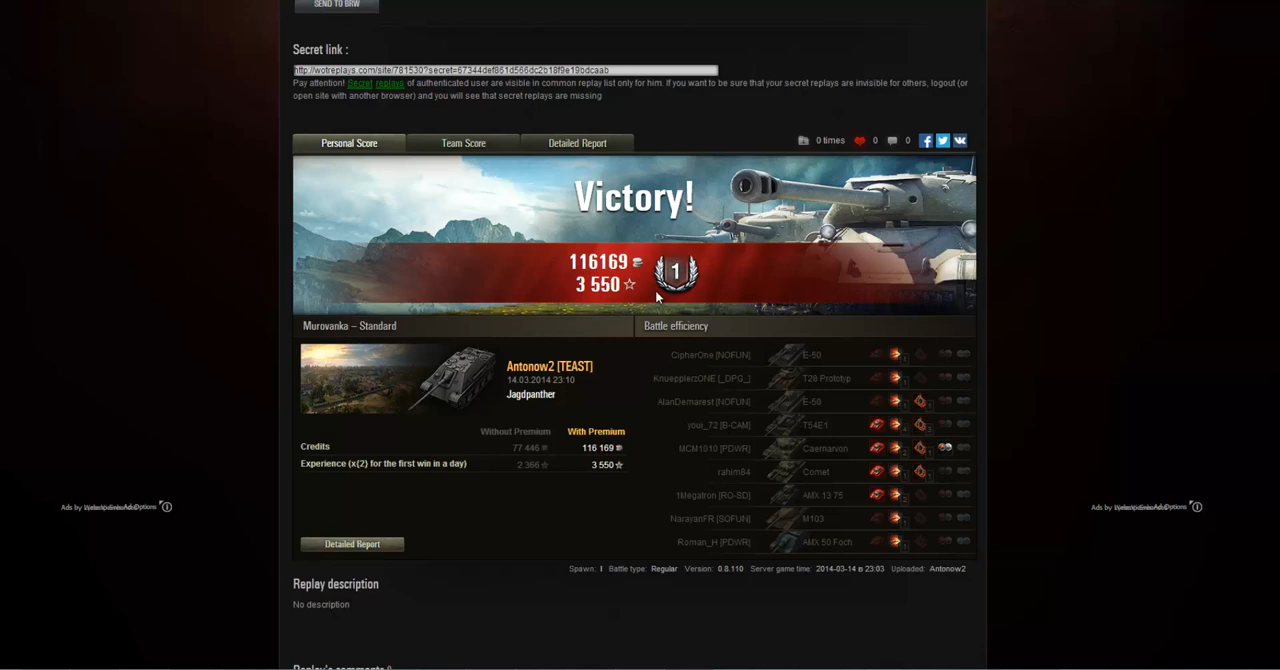 SEND TO BRW
Secret link :
http://wotreplays.com/site/781530?secret=67344def861d566dc2b18f9e19bdcaab
Pay attention! Secret replays of authenticated user are visible in common replay list only for him. If you want to be sure that your secret replays are invisible for others, logout (or
open site with another browser) and you will see that secret replays are missing
Personal Score Team Score Detailed Report 0 times 0 0
Victory!
116169
3 550
1
Murovanka – Standard Battle efficiency
Antonow2 [TEAST]
14.03.2014 23:10
Jagdpanther
Without Premium With Premium
Credits 77 446 116 169
Experience (x{2} for the first win in a day) 2 366 3 550
Detailed Report
CipherOne [NOFUN] E-50
KnuepplerzONE [_DPG_] T28 Prototyp
AlanDemarest [NOFUN] E-50
youi_72 [B-CAM] T54E1
MCM1010 [PDWR] Caernarvon
rahim84 Comet
1Megatron [RO-SD] AMX 13 75
NarayanFR [SOFUN] M103
Roman_H [PDWR] AMX 50 Foch
Spawn: I Battle type: Regular Version: 0.8.110 Server game time: 2014-03-14 в 23:03 Uploaded: Antonow2
Replay description
No description
Ads by Ad Options
Ads by Ad Options